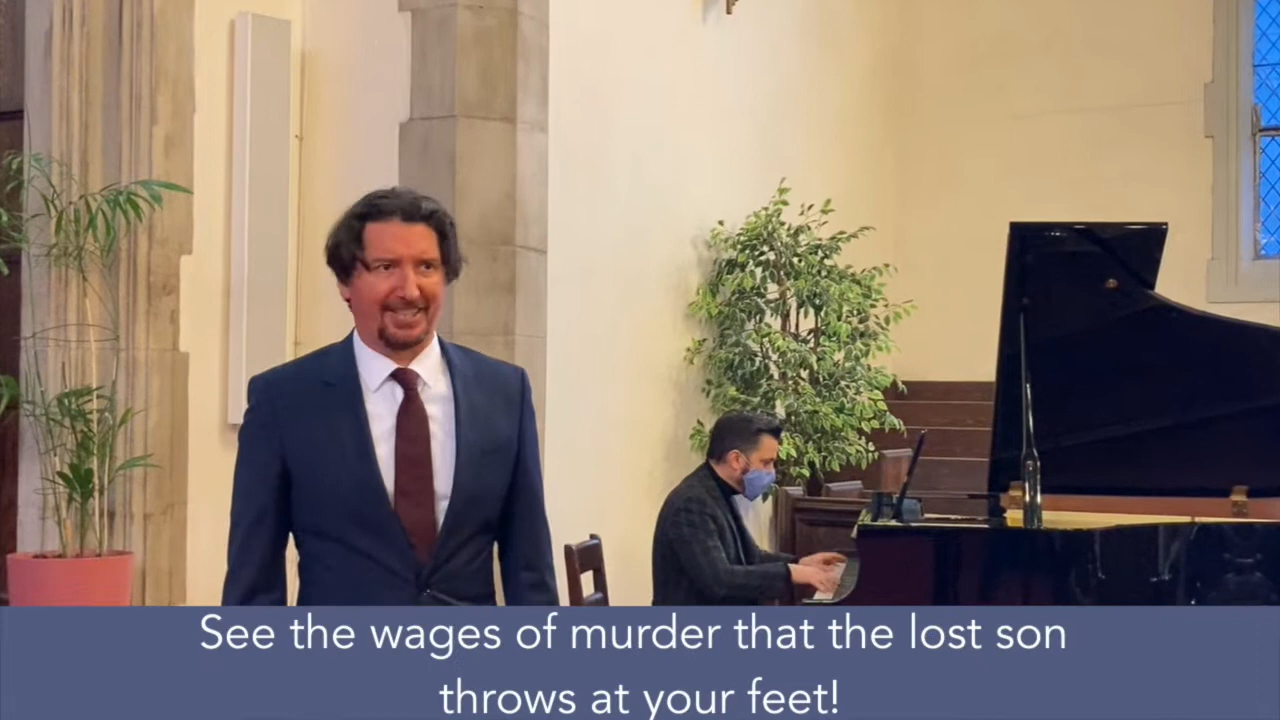 See the wages of murder that the lost son
throws at your feet!